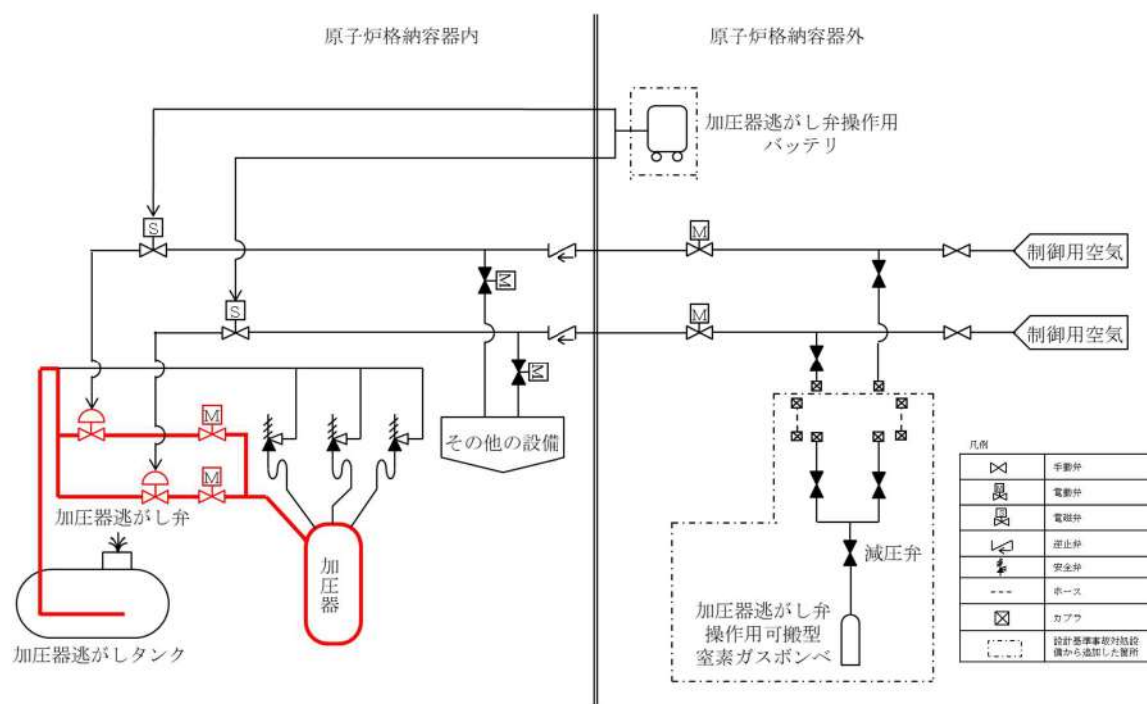 原子炉格納容器内
原子炉格納容器外
加圧器逃がし弁操作用
バッテリ
S
M
制御用空気
M
S
M
制御用空気
M
M
その他の設備
M
加圧器逃がし弁
加圧器
加圧器逃がしタンク
減圧弁
加圧器逃がし弁
操作用可搬型
窒素ガスボンベ
凡例
手動弁
M
電動弁
S
電磁弁
逆止弁
安全弁
ホース
カプラ
設計基準事故対処設
備から追加した箇所